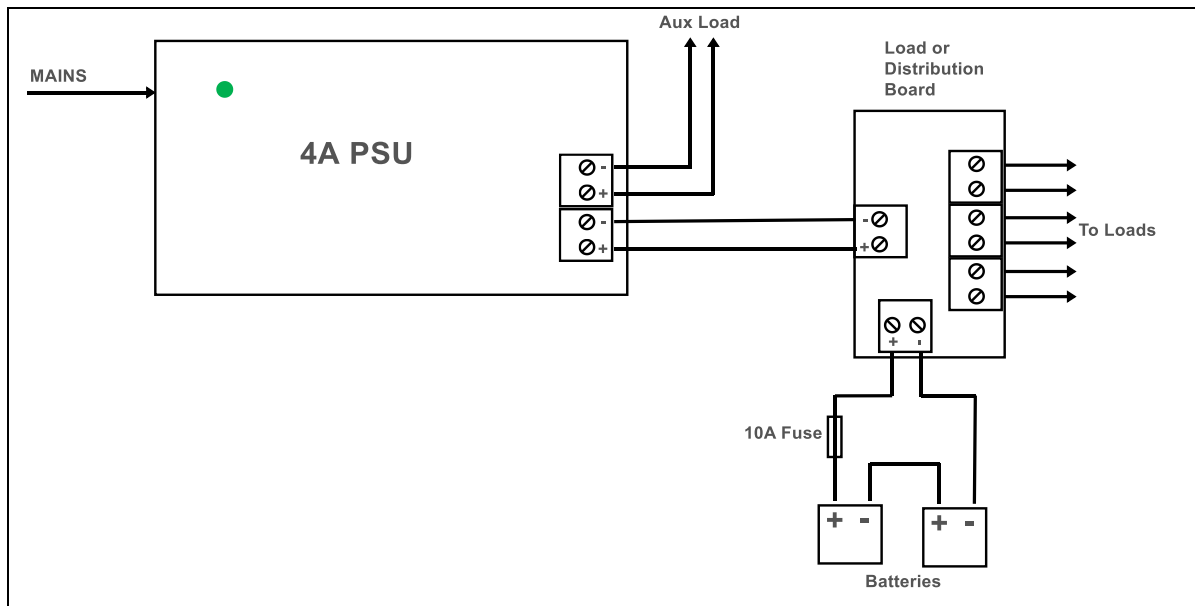 Aux Load
Load or
Distribution
Board
MAINS
4A PSU
-
+
-
+
-
+
To Loads
+ -
10A Fuse
+ - + -
Batteries